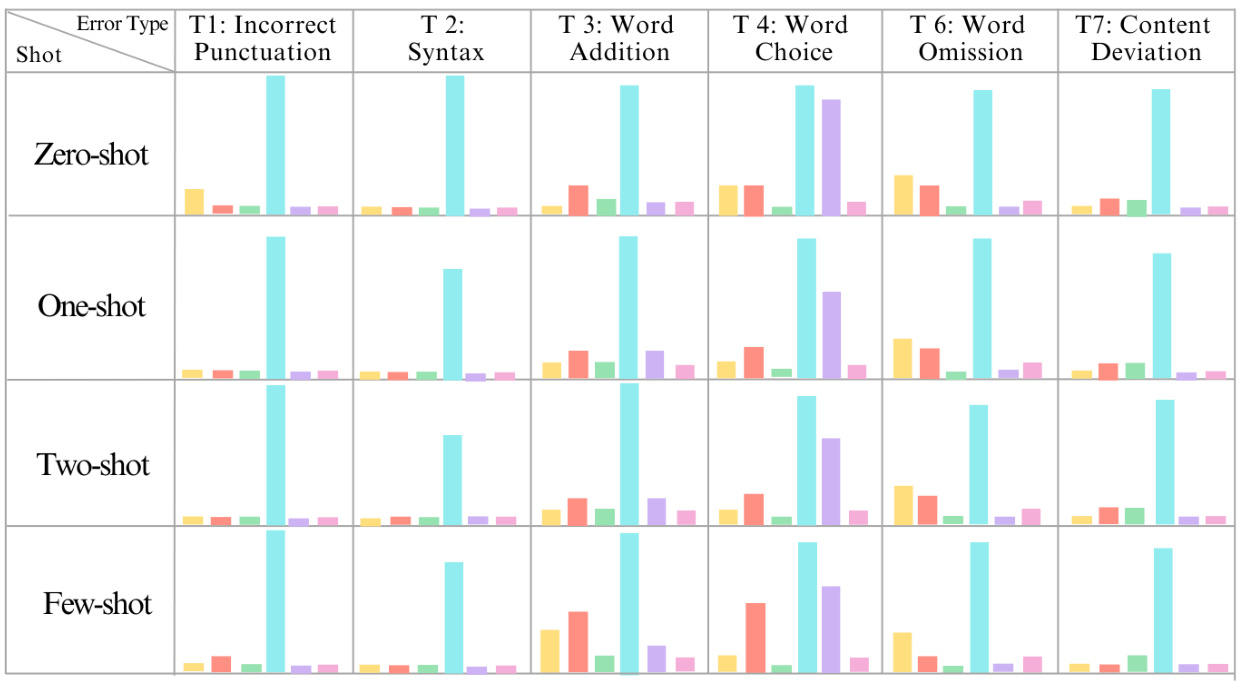 Error Type
Shot
T1: Incorrect
Punctuation
T 2:
Syntax
T 3: Word
Addition
T 4: Word
Choice
T 6: Word
Omission
T7: Content
Deviation
Zero-shot
One-shot
Two-shot
Few-shot